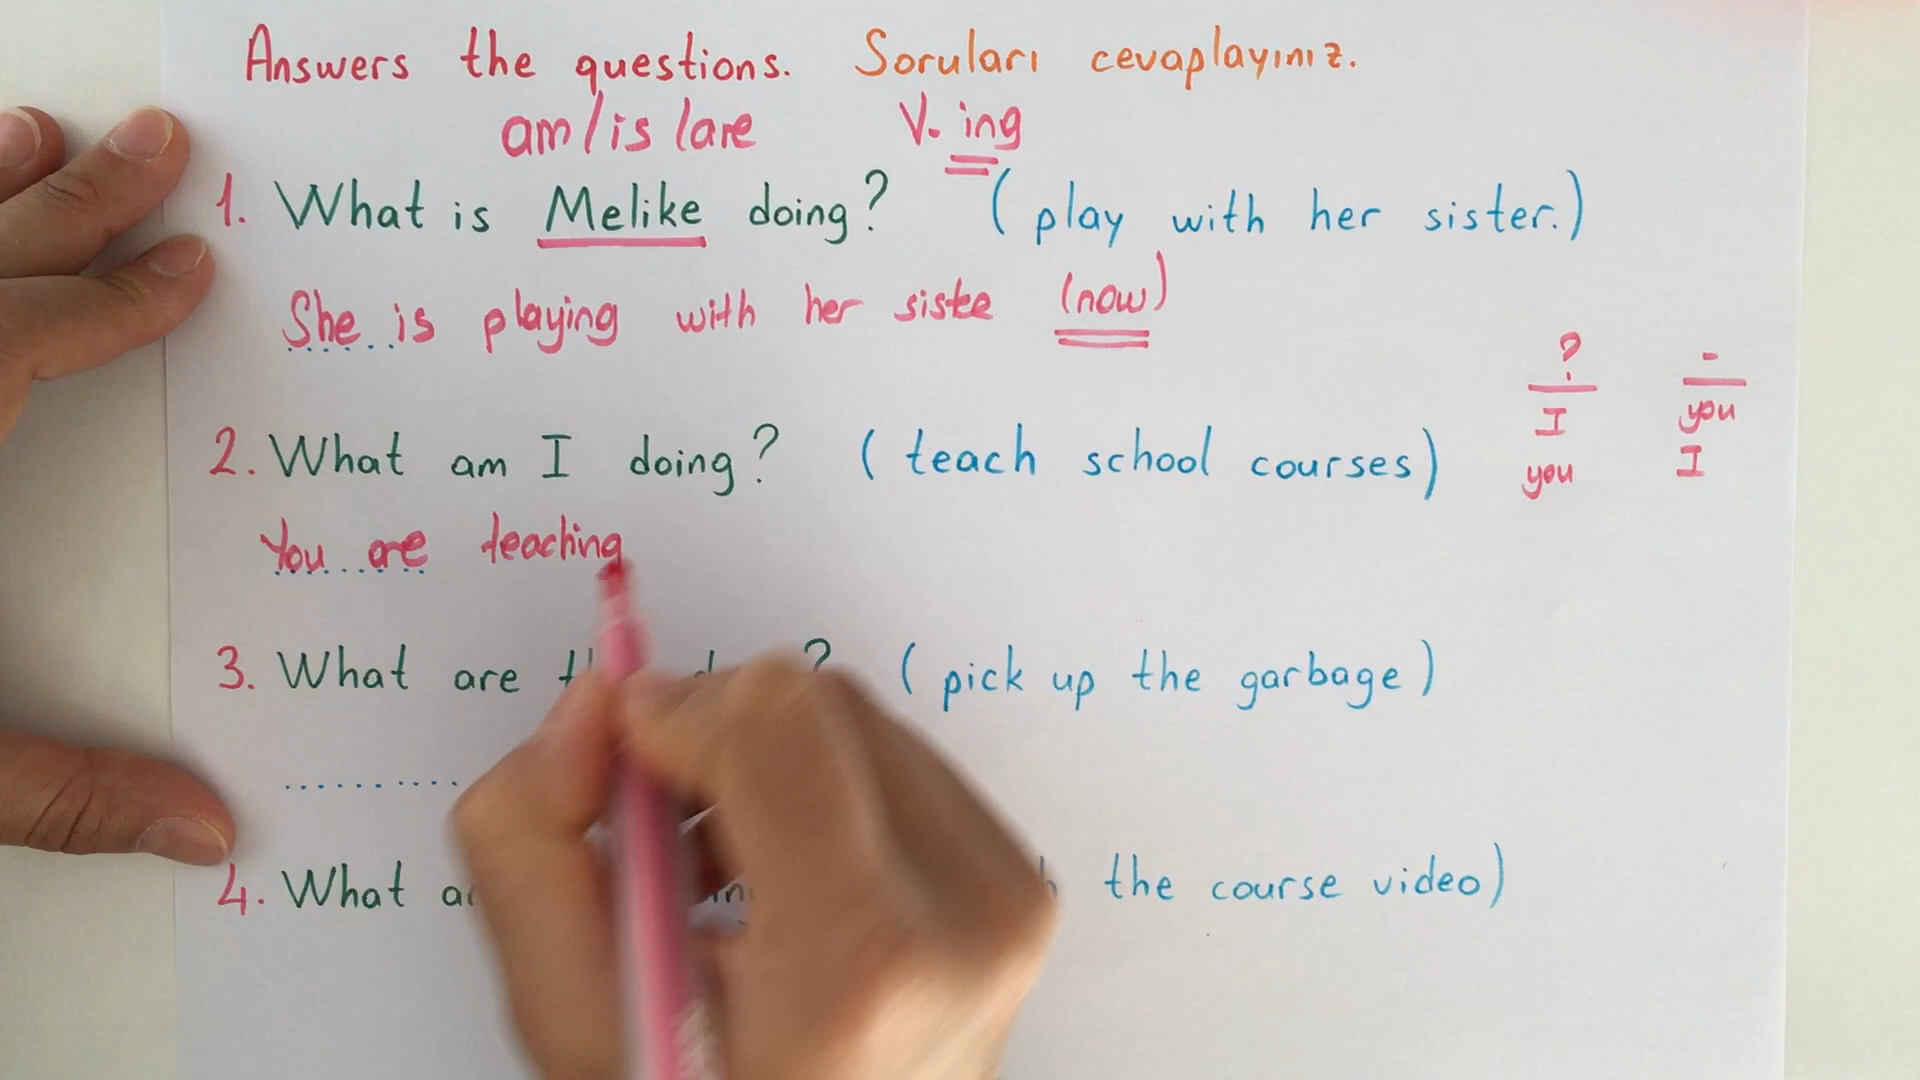 Answers the questions. Soruları cevaplayınız.
am/is/are V. ing
1. What is Melike doing? (play with her sister.)
She is playing with her siste (now)
? -
I you
you I
2. What am I doing? (teach school courses)
You are teaching
3. What are ? (pick up the garbage)
4. What the course video)